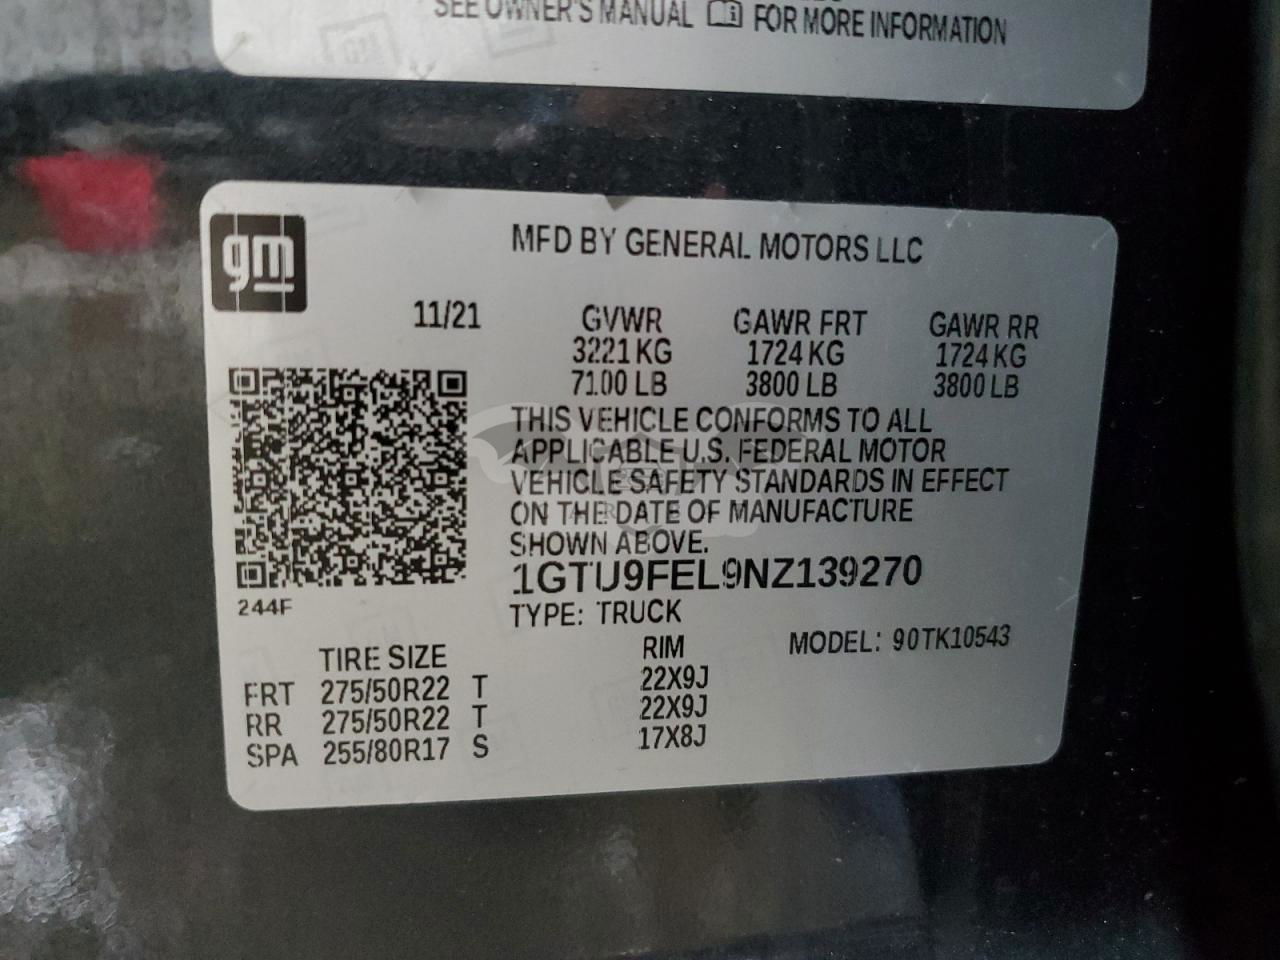 SEE OWNER'S MANUAL FOR MORE INFORMATION
gm
MFD BY GENERAL MOTORS LLC
11/21 GVWR GAWR FRT GAWR RR
3221 KG 1724 KG 1724 KG
7100 LB 3800 LB 3800 LB
THIS VEHICLE CONFORMS TO ALL
APPLICABLE U.S. FEDERAL MOTOR
VEHICLE SAFETY STANDARDS IN EFFECT
ON THE DATE OF MANUFACTURE
SHOWN ABOVE.
1GTU9FEL9NZ139270
244F
TYPE: TRUCK
MODEL: 90TK10543
TIRE SIZE RIM
FRT 275/50R22 T 22X9J
RR 275/50R22 T 22X9J
SPA 255/80R17 S 17X8J